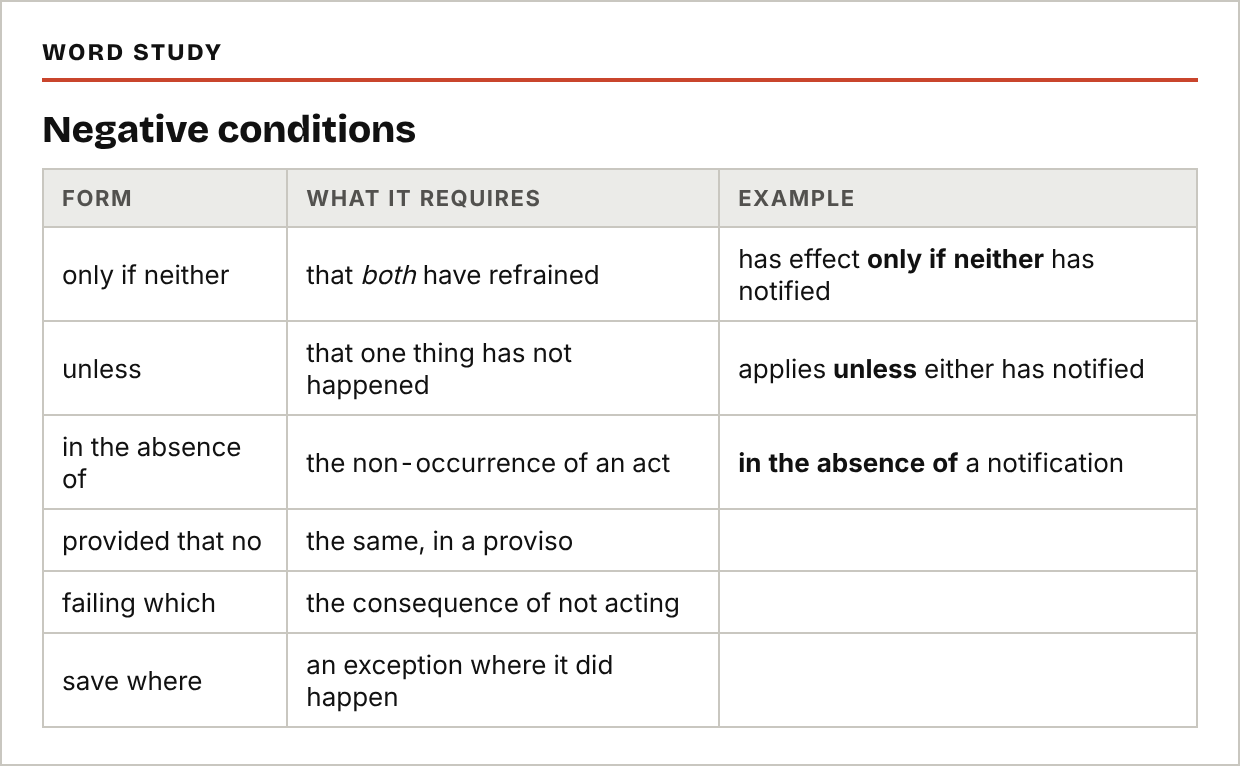 WORD STUDY
Negative conditions
FORM
WHAT IT REQUIRES
EXAMPLE
only if neither
that both have refrained
has effect only if neither has
notified
unless
that one thing has not
happened
applies unless either has notified
in the absence
of
the non-occurrence of an act
in the absence of a notification
provided that no
the same, in a proviso
failing which
the consequence of not acting
save where
an exception where it did
happen